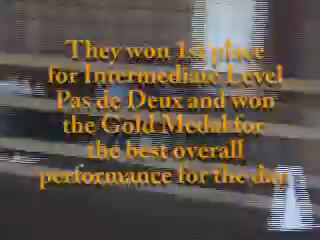 They won 1st place
for Intermediate Level
Pas de Deux and won
the Gold Medal for
the best overall
performance for the day